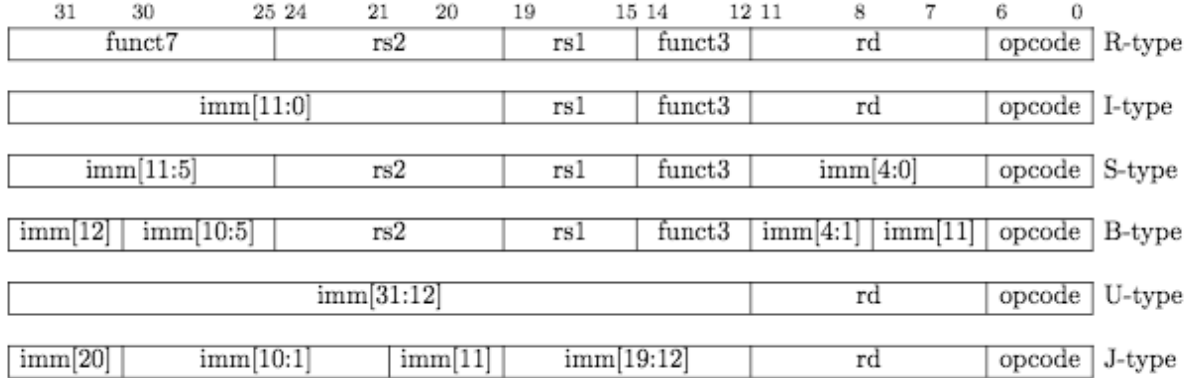 31 30 25 24 21 20 19 15 14 12 11 8 7 6 0
funct7 rs2 rs1 funct3 rd opcode R-type
imm[11:0] rs1 funct3 rd opcode I-type
imm[11:5] rs2 rs1 funct3 imm[4:0] opcode S-type
imm[12] imm[10:5] rs2 rs1 funct3 imm[4:1] imm[11] opcode B-type
imm[31:12] rd opcode U-type
imm[20] imm[10:1] imm[11] imm[19:12] rd opcode J-type